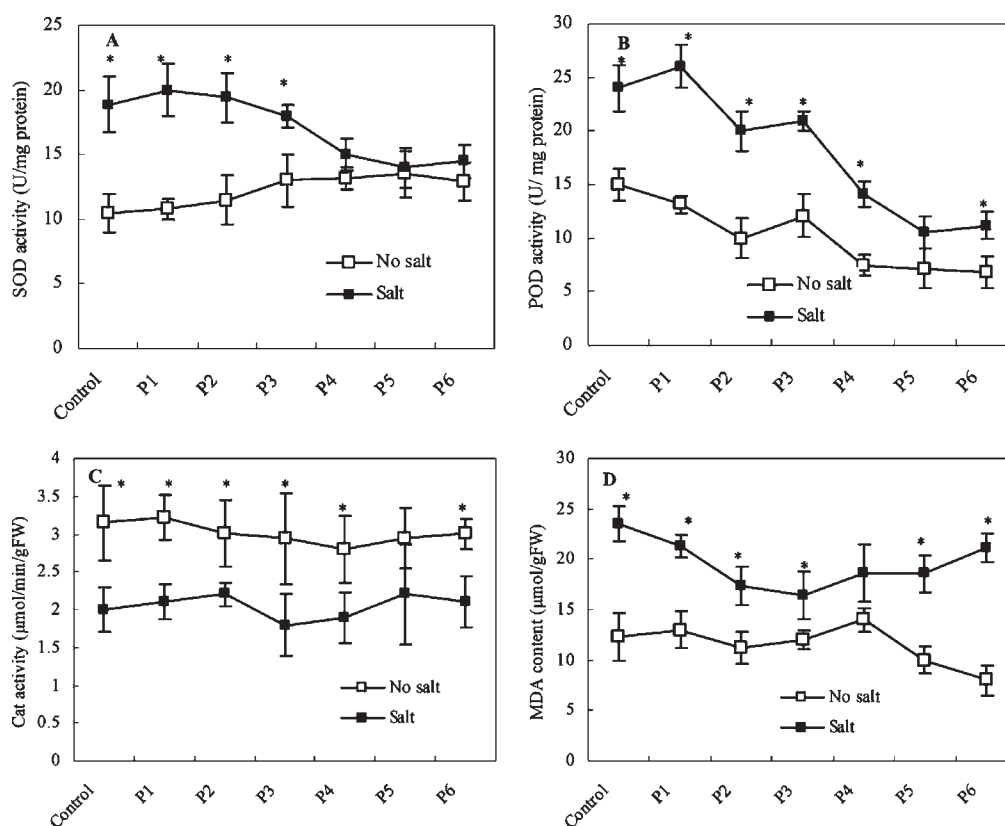 A
* * * *
SOD activity (U/mg protein)
25
20
15
10
5
0
No salt
Salt
Control P1 P2 P3 P4 P5 P6
B
* * * * * *
POD activity (U/ mg protein)
30
25
20
15
10
5
0
No salt
Salt
Control P1 P2 P3 P4 P5 P6
C
* * * * * *
Cat activity (µmol/min/gFW)
4
3.5
3
2.5
2
1.5
1
0.5
0
No salt
Salt
Control P1 P2 P3 P4 P5 P6
D
* * * * * *
MDA content (µmol/gFW)
30
25
20
15
10
5
0
No salt
Salt
Control P1 P2 P3 P4 P5 P6